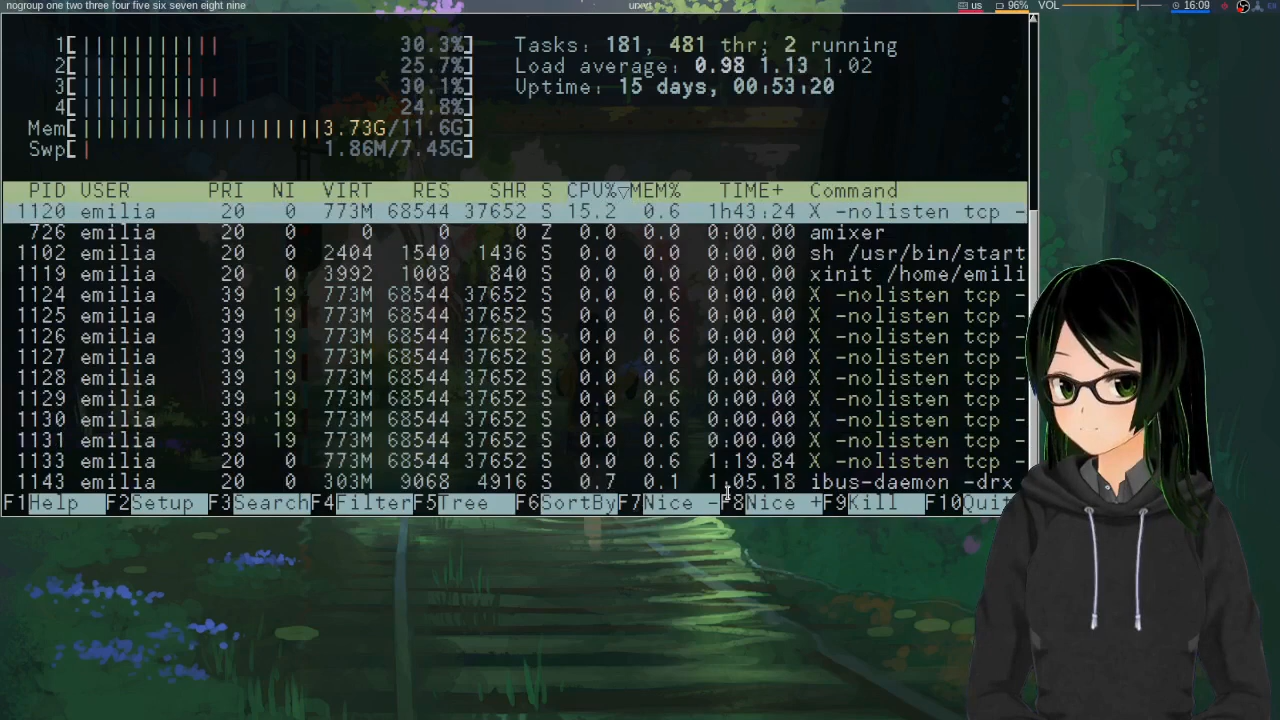 nogroup one two three four five six seven eight nine urxvt us 96% VOL 16:09 EN
1[|||||||||||| 30.3%] Tasks: 181, 481 thr; 2 running
2[|||||||||| 25.7%] Load average: 0.98 1.13 1.02
3[|||||||||||| 30.1%] Uptime: 15 days, 00:53:20
4[|||||||||| 24.8%]
Mem[|||||||||||||||||||||||3.73G/11.6G]
Swp[| 1.86M/7.45G]
PID USER PRI NI VIRT RES SHR S CPU%▽MEM% TIME+ Command
1120 emilia 20 0 773M 68544 37652 S 15.2 0.6 1h43:24 X -nolisten tcp -
726 emilia 20 0 0 0 0 Z 0.0 0.0 0:00.00 amixer
1102 emilia 20 0 2404 1540 1436 S 0.0 0.0 0:00.00 sh /usr/bin/start
1119 emilia 20 0 3992 1008 840 S 0.0 0.0 0:00.00 xinit /home/emili
1124 emilia 39 19 773M 68544 37652 S 0.0 0.6 0:00.00 X -nolisten tcp -
1125 emilia 39 19 773M 68544 37652 S 0.0 0.6 0:00.00 X -nolisten tcp -
1126 emilia 39 19 773M 68544 37652 S 0.0 0.6 0:00.00 X -nolisten tcp -
1127 emilia 39 19 773M 68544 37652 S 0.0 0.6 0:00.00 X -nolisten tcp -
1128 emilia 39 19 773M 68544 37652 S 0.0 0.6 0:00.00 X -nolisten tcp -
1129 emilia 39 19 773M 68544 37652 S 0.0 0.6 0:00.00 X -nolisten tcp -
1130 emilia 39 19 773M 68544 37652 S 0.0 0.6 0:00.00 X -nolisten tcp -
1131 emilia 39 19 773M 68544 37652 S 0.0 0.6 0:00.00 X -nolisten tcp -
1133 emilia 20 0 773M 68544 37652 S 0.0 0.6 1:19.84 X -nolisten tcp -
1143 emilia 20 0 308M 9068 4916 S 0.7 0.1 1:05.18 ibus-daemon -drx
F1Help F2Setup F3SearchF4FilterF5Tree F6SortByF7Nice -F8Nice +F9Kill F10Quit